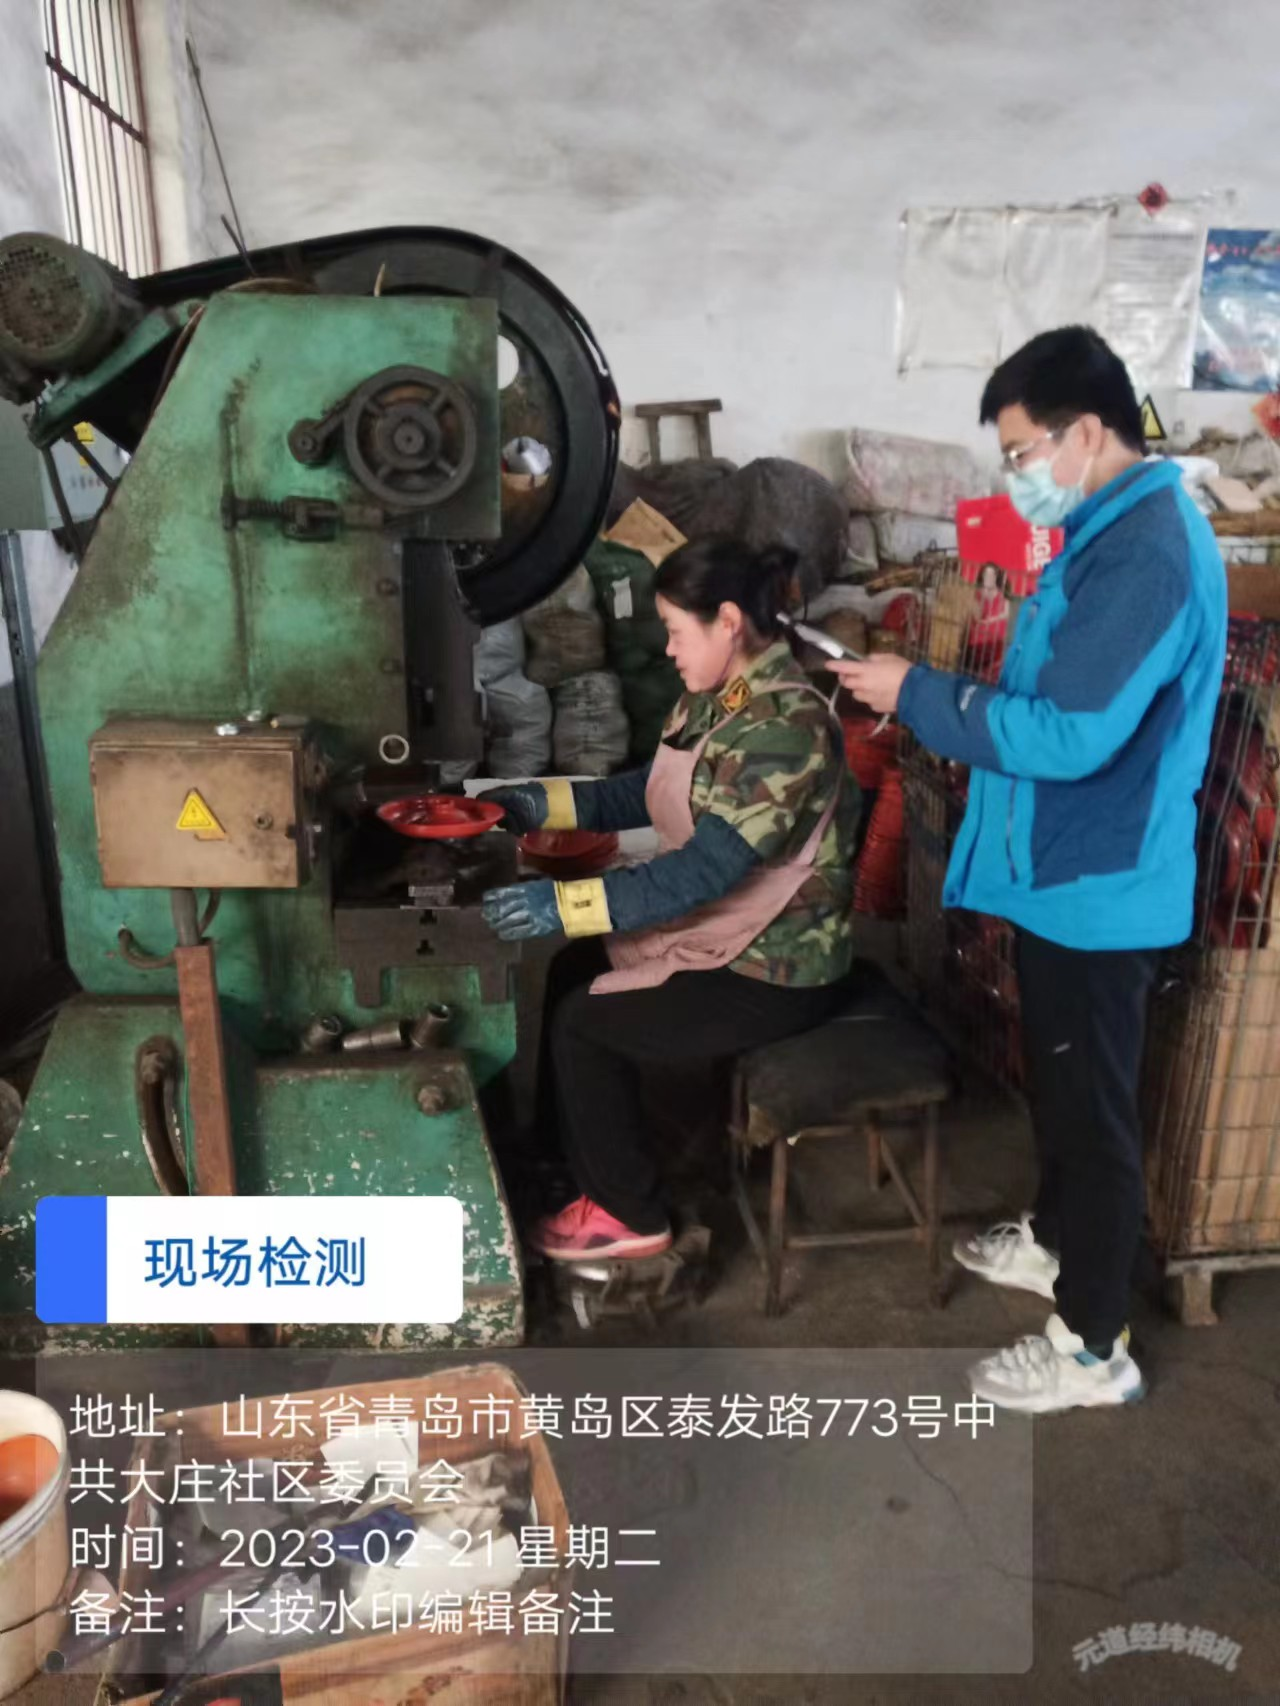 JIGE
现场检测
地址：山东省青岛市黄岛区泰发路773号中
共大庄社区委员会
时间：2023-02-21 星期二
备注：长按水印编辑备注
元道经纬相机